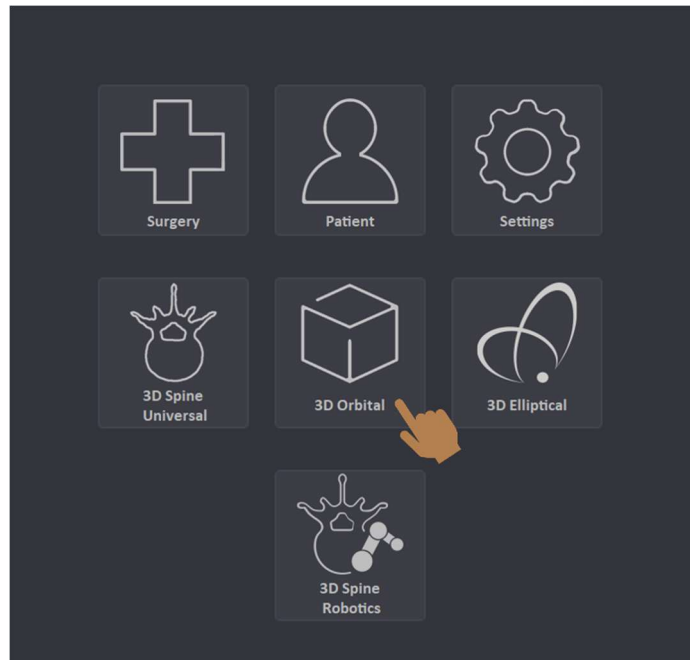 Surgery
Patient
Settings
3D Spine
Universal
3D Orbital
3D Elliptical
3D Spine
Robotics